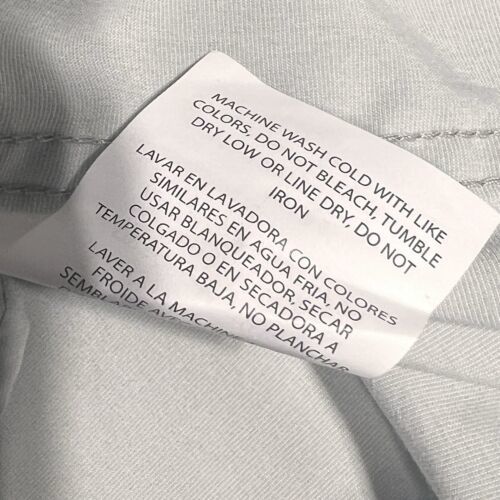 MACHINE WASH COLD WITH LIKE
COLORS, DO NOT BLEACH, TUMBLE
DRY LOW OR LINE DRY, DO NOT
IRON
LAVAR EN LAVADORA CON COLORES
SIMILARES EN AGUA FRIA, NO
USAR BLANQUEADOR, SECAR
COLGADO O EN SECADORA A
TEMPERATURA BAJA, NO PLANCHAR
LAVER A LA MACHINE
FROIDE AVE
SEMBLA